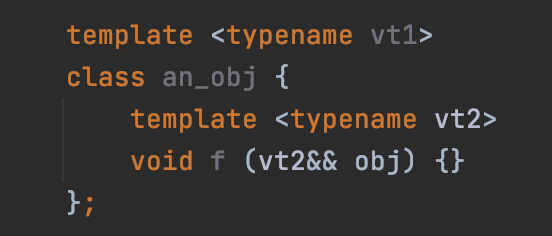 template <typename vt1>
class an_obj {
    template <typename vt2>
    void f (vt2&& obj) {}
};